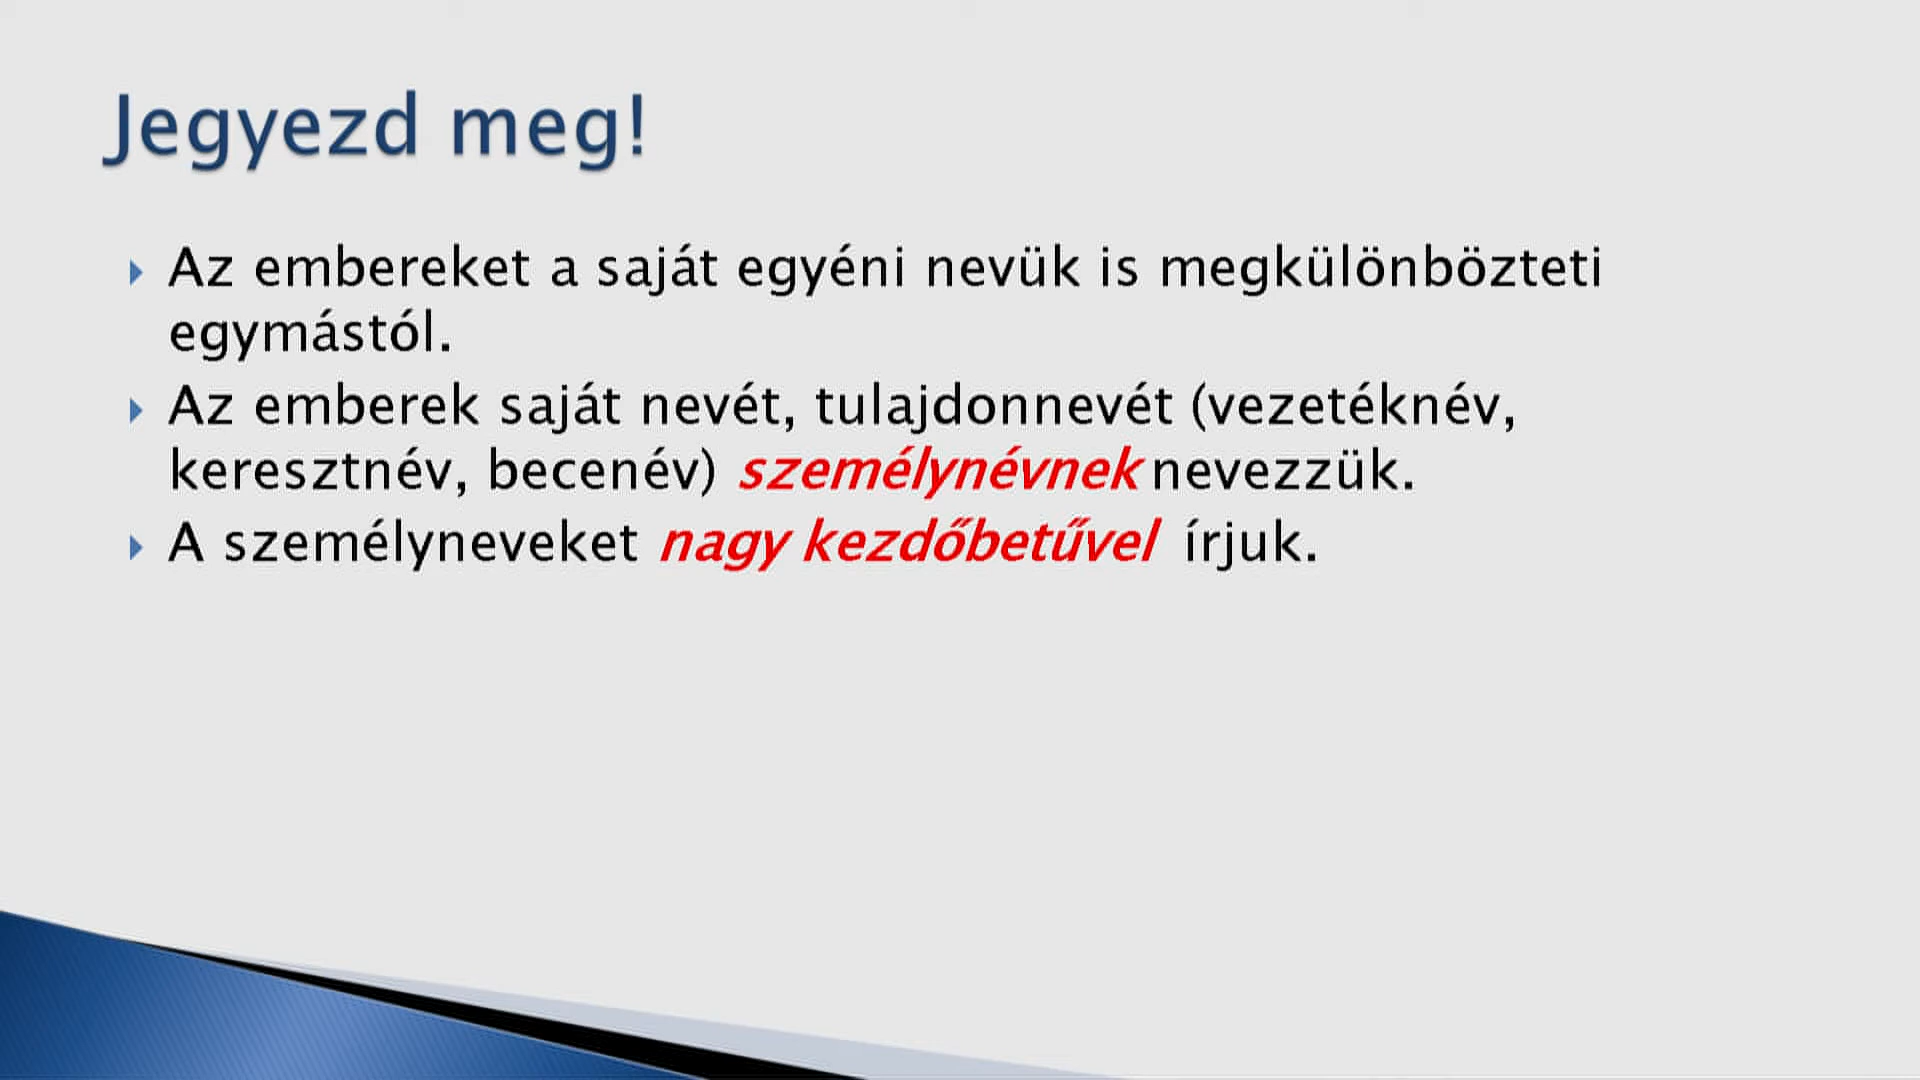 Jegyezd meg!
Az embereket a saját egyéni nevük is megkülönbözteti
egymástól.
Az emberek saját nevét, tulajdonnevét (vezetéknév,
keresztnév, becenév) személynévnek nevezzük.
A személyneveket nagy kezdőbetűvel írjuk.